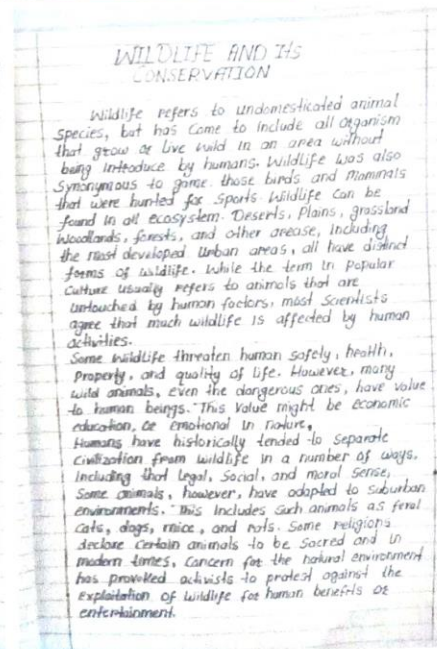 WILDLIFE AND ITS
CONSERVATION
Wildlife refers to undomesticated animal
species, but has come to include all organism
that grow or live wild in an area without
being introduce by humans. Wildlife was also
synonymous to game. those birds and mammals
that were hunted for sports. Wildlife can be
found in all ecosystem. Deserts, plains, grassland
woodlands, forests, and other arease, including
the most developed urban areas, all have distinct
forms of wildlife. While the term in popular
culture usually refers to animals that are
untouched by human factors, most scientists
agree that much wildlife is affected by human
activities.
Some wildlife threaten human safety, health,
property, and quality of life. However, many
wild animals, even the dangerous ones, have value
to human beings. This value might be economic
education, or emotional in nature.
Humans have historically tended to separate
civilization from wildlife in a number of ways.
including that legal, social, and moral sense,
Some animals, however, have adapted to suburban
environments. This includes such animals as feral
cats, dogs, mice, and rats. Some religions
declare certain animals to be sacred and in
modern times, concern for the natural environment
has provoked activists to protest against the
exploitation of wildlife for human benefits or
entertainment.